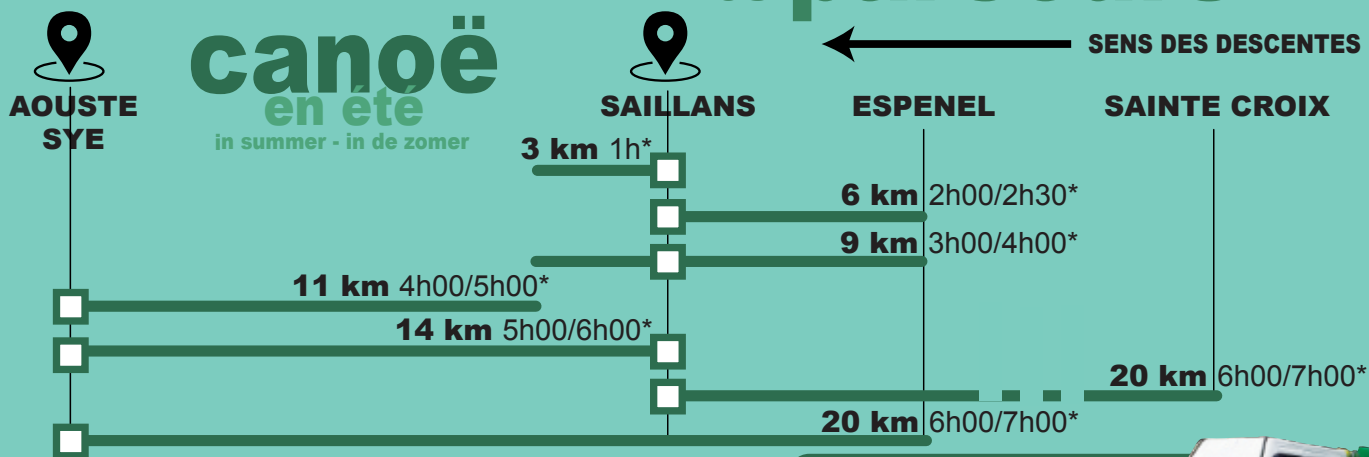 canoë
en été
in summer - in de zomer
SENS DES DESCENTES
AOUSTE
SYE
SAILLANS
ESPENEL
SAINTE CROIX
3 km 1h*
6 km 2h00/2h30*
9 km 3h00/4h00*
11 km 4h00/5h00*
14 km 5h00/6h00*
20 km 6h00/7h00*
20 km 6h00/7h00*